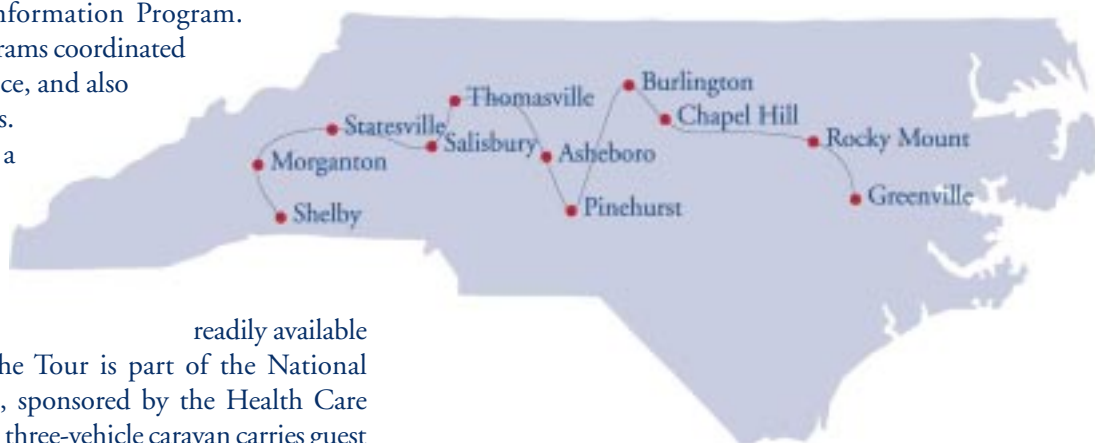 nformation Program.
rams coordinated
ce, and also
s.
a
Burlington
Thomasville
Chapel Hill
Statesville
Salisbury
Rocky Mount
Asheboro
Morganton
Greenville
Shelby
Pinehurst
readily available
he Tour is part of the National
, sponsored by the Health Care
three-vehicle caravan carries guest